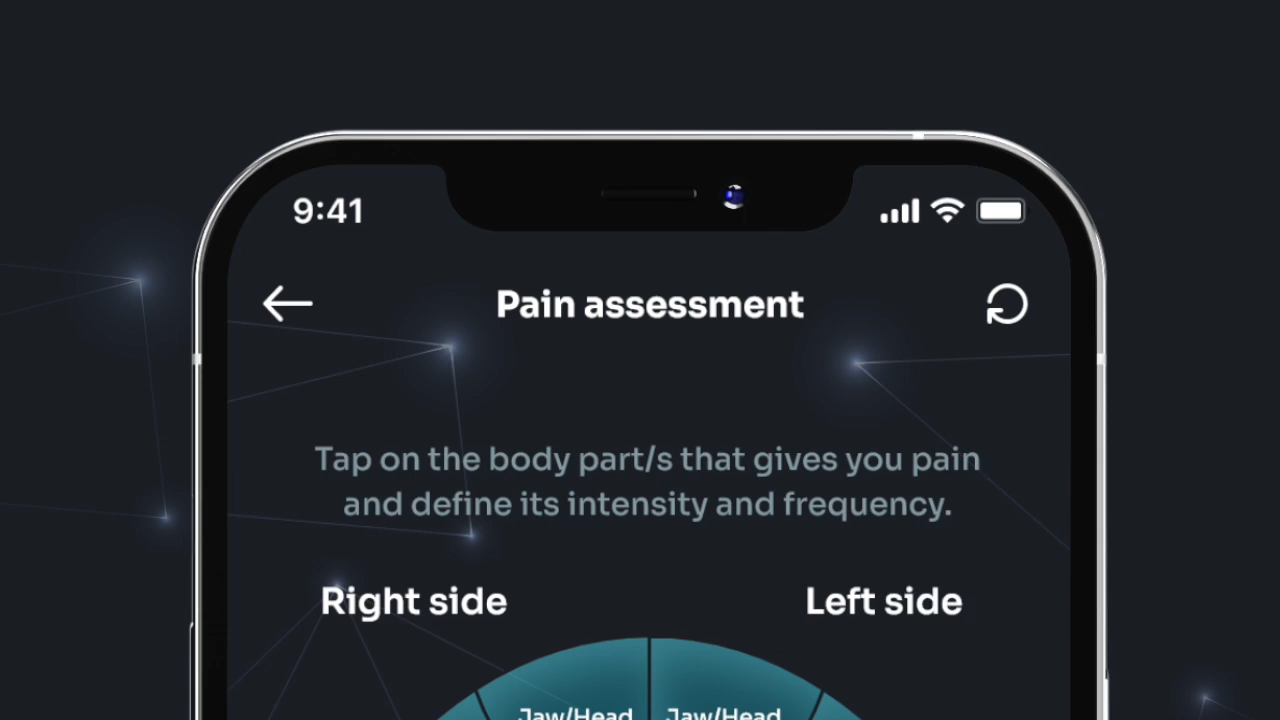 9:41
Pain assessment
Tap on the body part/s that gives you pain
and define its intensity and frequency.
Right side
Left side
Jaw/Head
Jaw/Head